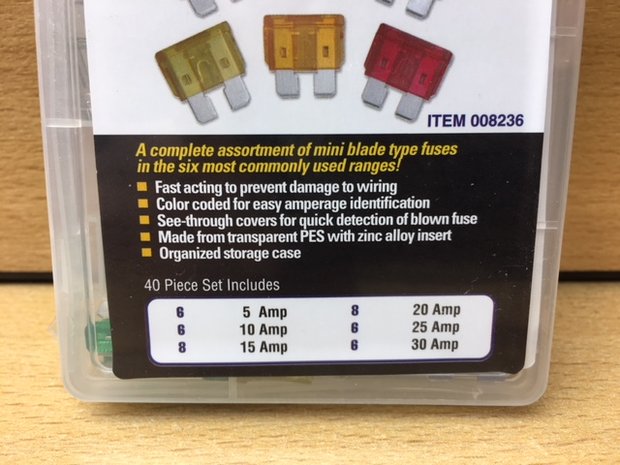 ITEM 008236
A complete assortment of mini blade type fuses
in the six most commonly used ranges!
Fast acting to prevent damage to wiring
Color coded for easy amperage identification
See-through covers for quick detection of blown fuse
Made from transparent PES with zinc alloy insert
Organized storage case
40 Piece Set Includes
6 5 Amp 8 20 Amp
6 10 Amp 6 25 Amp
8 15 Amp 6 30 Amp